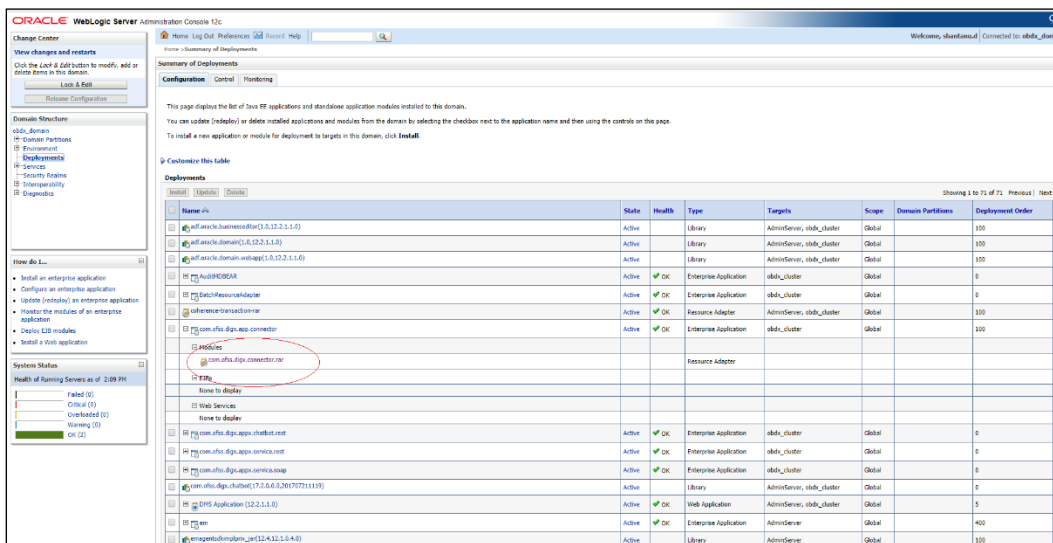 ORACLE WebLogic Server Administration Console 12c
Change Center
View changes and restarts
Click the Lock & Edit button to modify, add or
delete items in this domain.
Lock & Edit
Release Configuration
Domain Structure
obdx_domain
Domain Partitions
Environment
Deployments
Services
Security Realms
Interoperability
Diagnostics
How do I...
Install an enterprise application
Configure an enterprise application
Update (redeploy) an enterprise application
Monitor the modules of an enterprise
application
Deploy EJB modules
Install a Web application
System Status
Health of Running Servers as of 2:09 PM
Failed (0)
Critical (0)
Overloaded (0)
Warning (0)
OK (2)
Home Log Out Preferences Record Help
Welcome, shantanu.d Connected to: obdx_dom
Home >Summary of Deployments
Summary of Deployments
Configuration Control Monitoring
This page displays the list of Java EE applications and standalone application modules installed to this domain.
You can update (redeploy) or delete installed applications and modules from the domain by selecting the checkbox next to the application name and then using the controls on this page.
To install a new application or module for deployment to targets in this domain, click Install.
Customize this table
Deployments
Install Update Delete Showing 1 to 71 of 71 Previous | Next
Name State Health Type Targets Scope Domain Partitions Deployment Order
adf.oracle.businesseditor(1.0,12.2.1.1.0) Active Library AdminServer, obdx_cluster Global 100
adf.oracle.domain(1.0,12.2.1.1.0) Active Library AdminServer, obdx_cluster Global 100
adf.oracle.domain.webapp(1.0,12.2.1.1.0) Active Library AdminServer, obdx_cluster Global 100
AuditMDBEAR Active OK Enterprise Application obdx_cluster Global 0
BatchResourceAdapter Active OK Enterprise Application obdx_cluster Global 0
coherence-transaction-rar Active OK Resource Adapter AdminServer, obdx_cluster Global 100
com.ofss.digx.app.connector Active OK Enterprise Application obdx_cluster Global 100
Modules
com.ofss.digx.connector.rar Resource Adapter
EJBs
None to display
Web Services
None to display
com.ofss.digx.appx.chatbot.rest Active OK Enterprise Application obdx_cluster Global 0
com.ofss.digx.appx.service.rest Active OK Enterprise Application obdx_cluster Global 0
com.ofss.digx.appx.service.soap Active OK Enterprise Application obdx_cluster Global 0
com.ofss.digx.chatbot(17.2.0.0.0,201707211119) Active Library AdminServer, obdx_cluster Global 100
DMS Application (12.2.1.1.0) Active OK Web Application AdminServer, obdx_cluster Global 5
em Active OK Enterprise Application AdminServer Global 400
emagentsdkimplpriv_jar(12.4,12.1.0.4.0) Active Library AdminServer Global 100